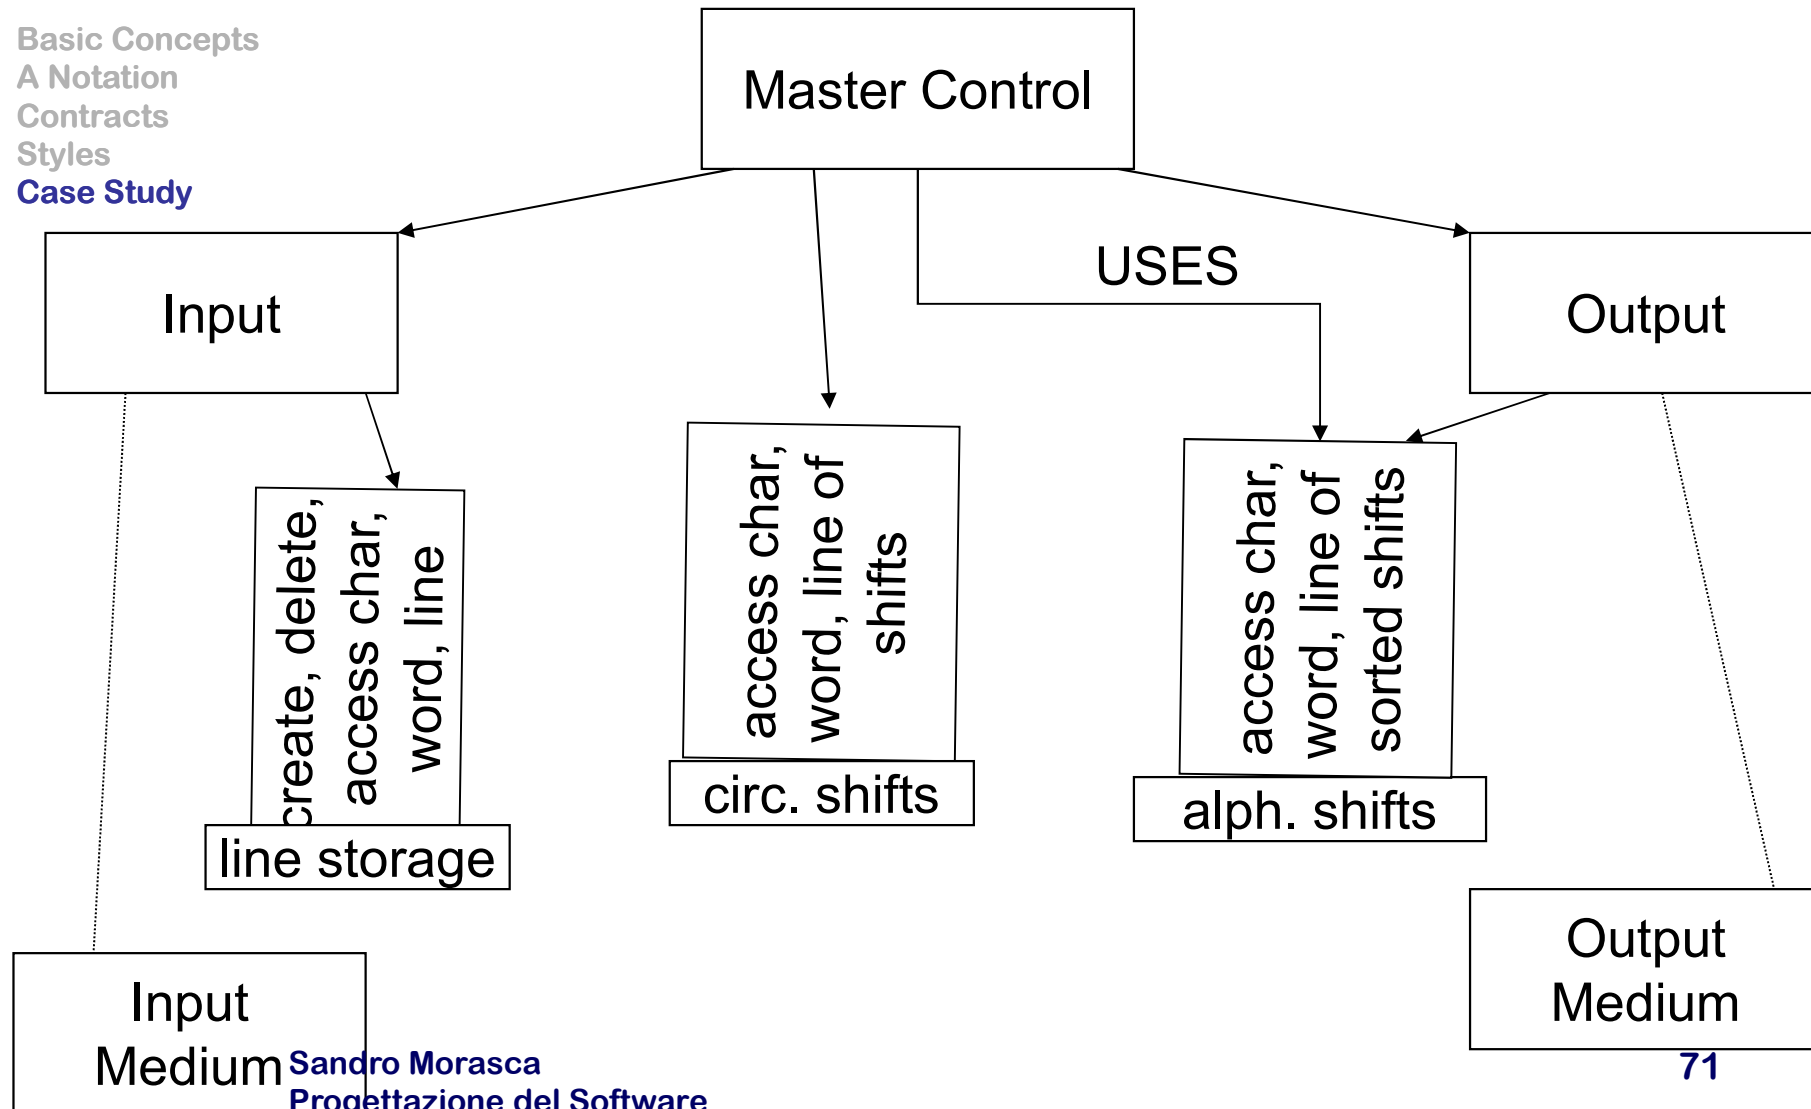 Basic Concepts
A Notation
Contracts
Styles
Case Study
Master Control
USES
Input
Output
create, delete,
access char,
word, line
line storage
access char,
word, line of
shifts
circ. shifts
access char,
word, line of
sorted shifts
alph. shifts
Input
Medium
Output
Medium
Sandro Morasca
Progettazione del Software
71